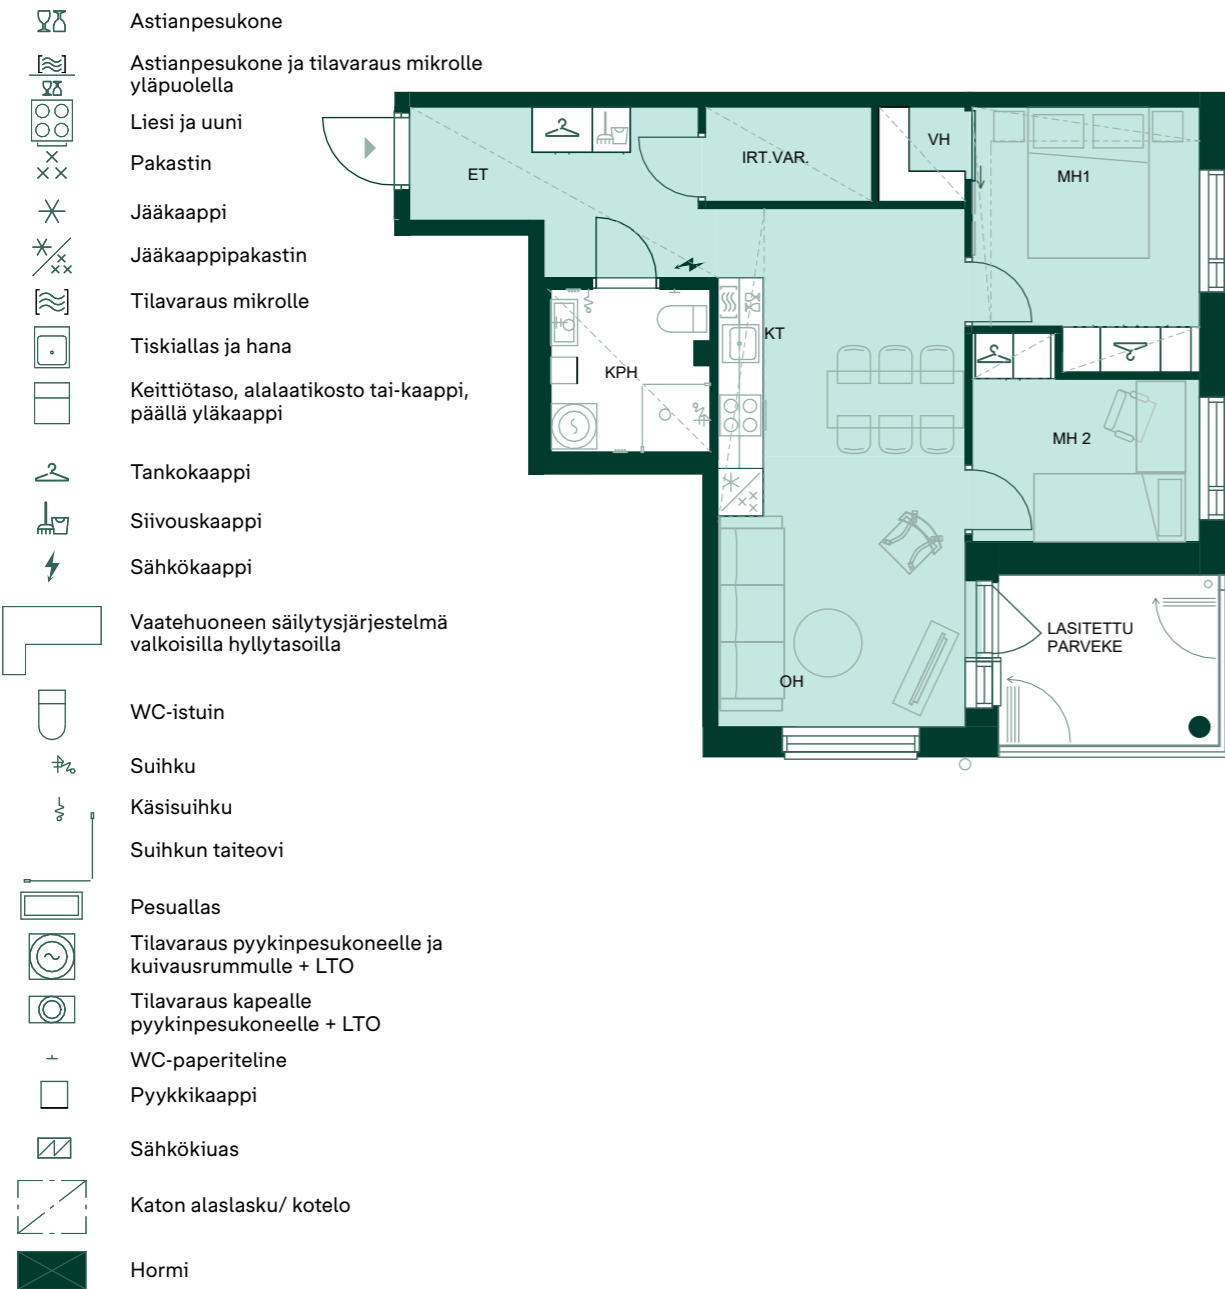 Astianpesukone
Astianpesukone ja tilavaraus mikrolle
yläpuolella
Liesi ja uuni
Pakastin
Jääkaappi
Jääkaappipakastin
Tilavaraus mikrolle
Tiskiallas ja hana
Keittiötaso, alalaatikosto tai-kaappi,
päällä yläkaappi
Tankokaappi
Siivouskaappi
Sähkökaappi
Vaatehuoneen säilytysjärjestelmä
valkoisilla hyllytasoilla
WC-istuin
Suihku
Käsisuihku
Suihkun taiteovi
Pesuallas
Tilavaraus pyykinpesukoneelle ja
kuivausrummulle + LTO
Tilavaraus kapealle
pyykinpesukoneelle + LTO
WC-paperiteline
Pyykkikaappi
Sähkökiuas
Katon alaslasku/ kotelo
Hormi
ET
IRT.VAR.
VH
MH1
KT
KPH
MH 2
LASITETTU
PARVEKE
OH